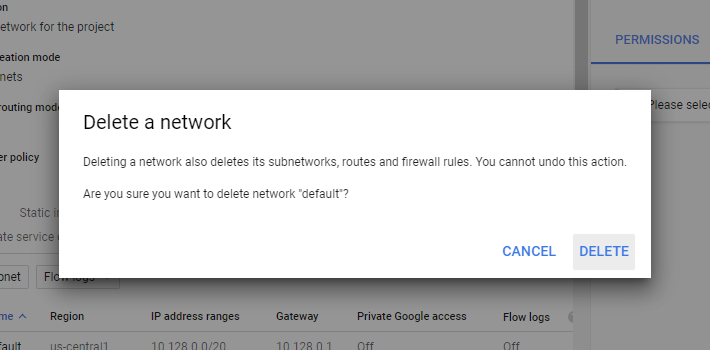 on
etwork for the project
eation mode
nets
routing mode
er policy
Static in
ate service
PERMISSIONS
Please selec
Delete a network
Deleting a network also deletes its subnetworks, routes and firewall rules. You cannot undo this action.
Are you sure you want to delete network "default"?
CANCEL DELETE
bnet Flow logs
me Region IP address ranges Gateway Private Google access Flow logs
fault us-central1 10.128.0.0/20 10.128.0.1 Off Off